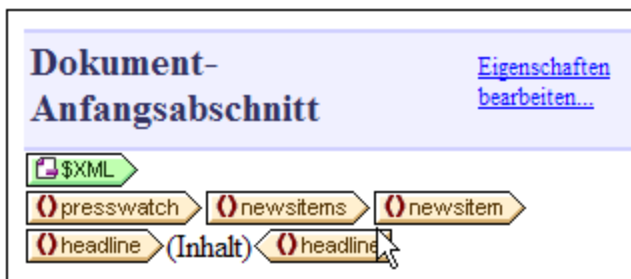 Dokument-
Anfangsabschnitt
Eigenschaften
bearbeiten...
$XML
()presswatch ()newsitems ()newsitem
()headline (Inhalt) ()headline